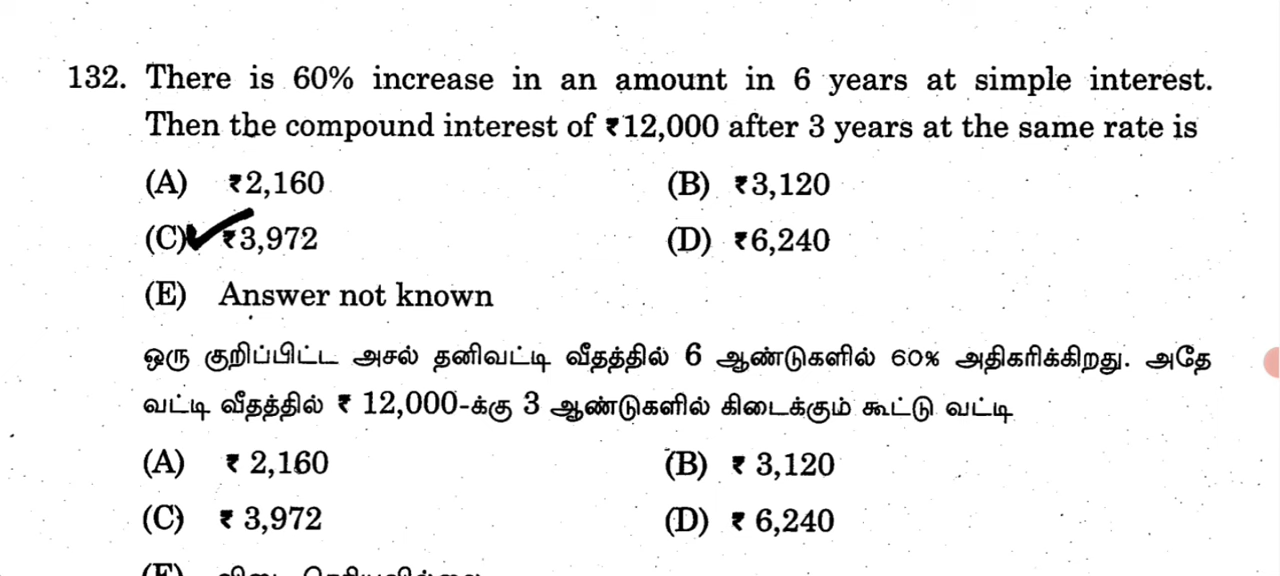 132. There is 60% increase in an amount in 6 years at simple interest.
Then the compound interest of ₹12,000 after 3 years at the same rate is
(A) ₹2,160 (B) ₹3,120
(C) ₹3,972 (D) ₹6,240
(E) Answer not known
ஒரு குறிப்பிட்ட அசல் தனிவட்டி வீதத்தில் 6 ஆண்டுகளில் 60% அதிகரிக்கிறது. அதே
வட்டி வீதத்தில் ₹ 12,000-க்கு 3 ஆண்டுகளில் கிடைக்கும் கூட்டு வட்டி
(A) ₹ 2,160 (B) ₹ 3,120
(C) ₹ 3,972 (D) ₹ 6,240
(E)